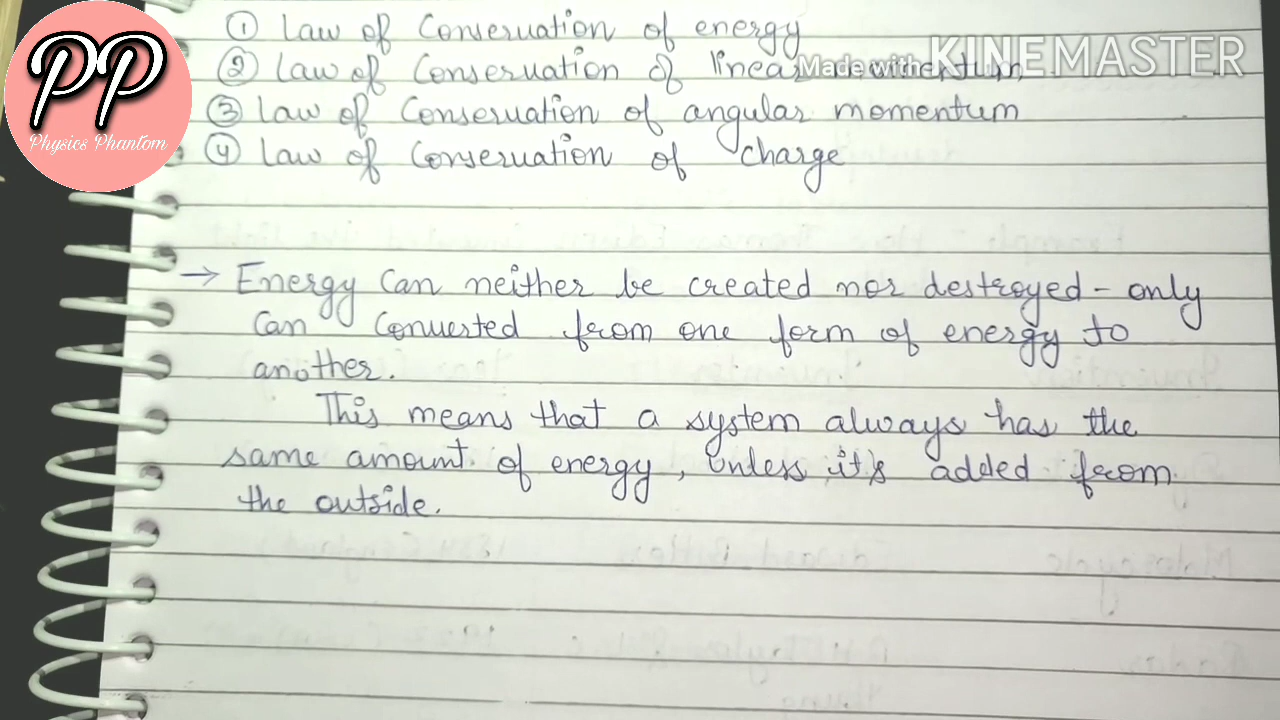 ① Law of Conservation of energy
② Law of Conservation of linear momentum
Made with KINEMASTER
③ Law of Conservation of angular momentum
④ Law of Conservation of charge
PP
Physics Phantom
→ Energy Can neither be created nor destroyed - only
Can Converted from one form of energy to
another.
This means that a system always has the
same amount of energy, unless it's added from
the outside.